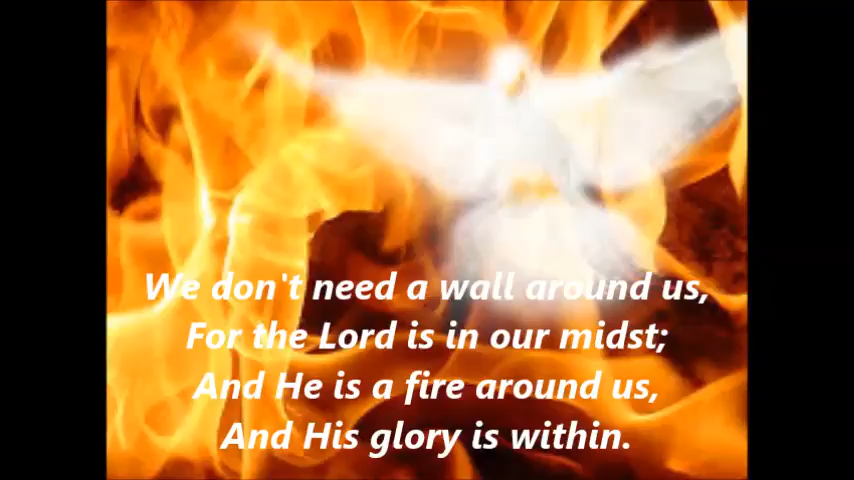 We don't need a wall around us,
For the Lord is in our midst;
And He is a fire around us,
And His glory is within.